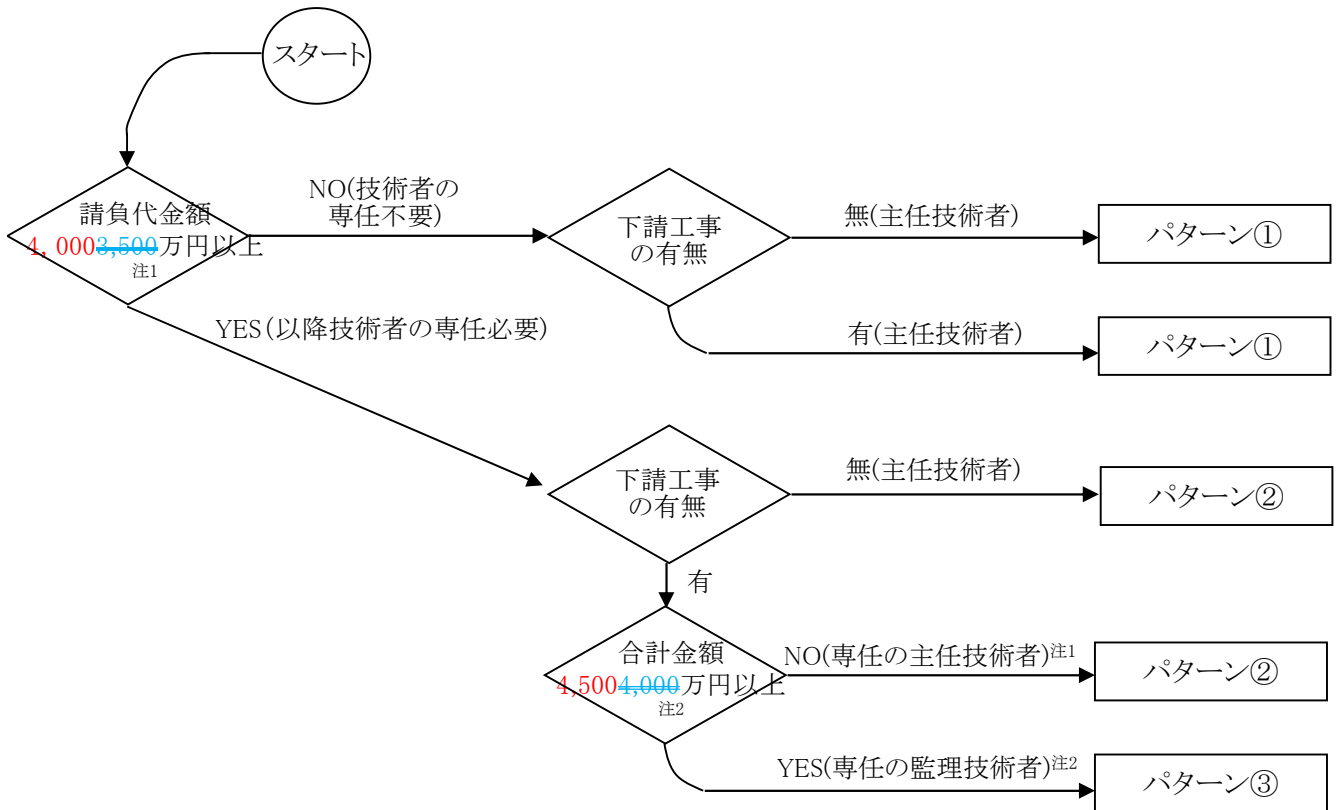 スタート
NO(技術者の
専任不要)
請負代金額
4,0003,500万円以上
注1
下請工事
の有無
無(主任技術者)
パターン①
YES(以降技術者の専任必要)
有(主任技術者)
パターン①
下請工事
の有無
無(主任技術者)
パターン②
有
合計金額
4,5004,000万円以上
注2
NO(専任の主任技術者)注1
パターン②
YES(専任の監理技術者)注2
パターン③